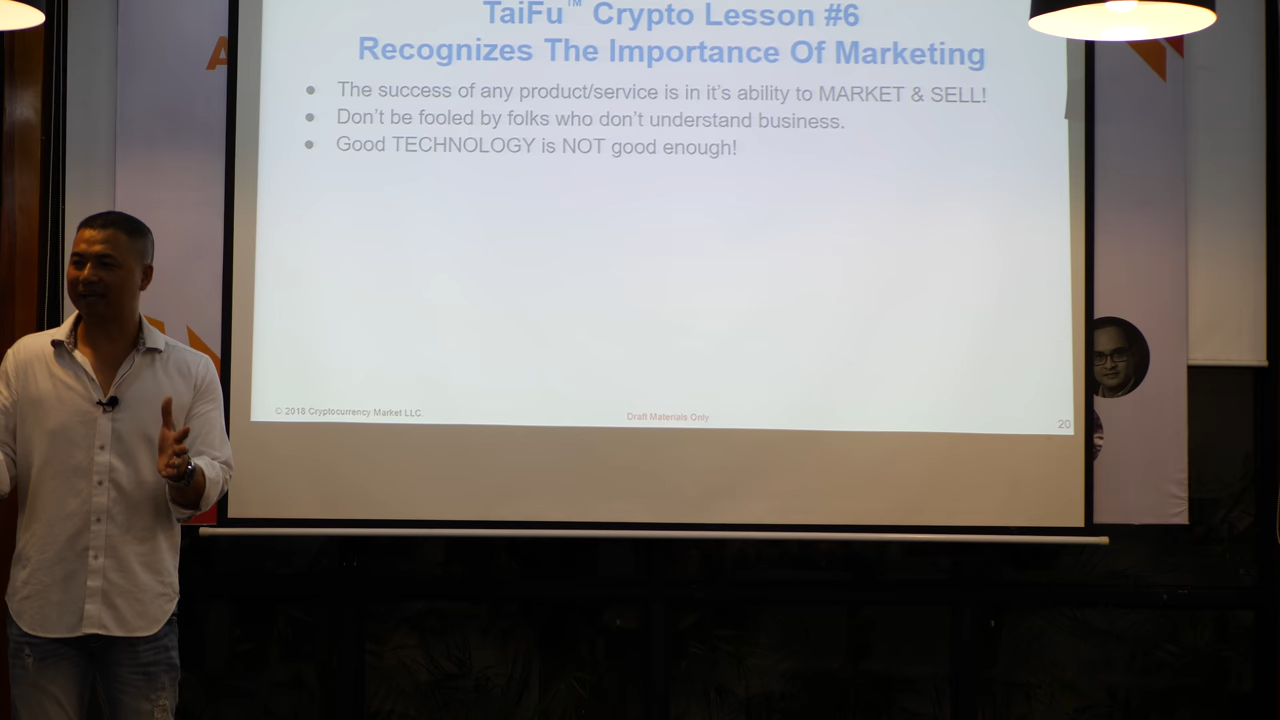 TaiFu™ Crypto Lesson #6
Recognizes The Importance Of Marketing
● The success of any product/service is in it's ability to MARKET & SELL!
● Don't be fooled by folks who don't understand business.
● Good TECHNOLOGY is NOT good enough!
© 2018 Cryptocurrency Market LLC.
Draft Materials Only
20